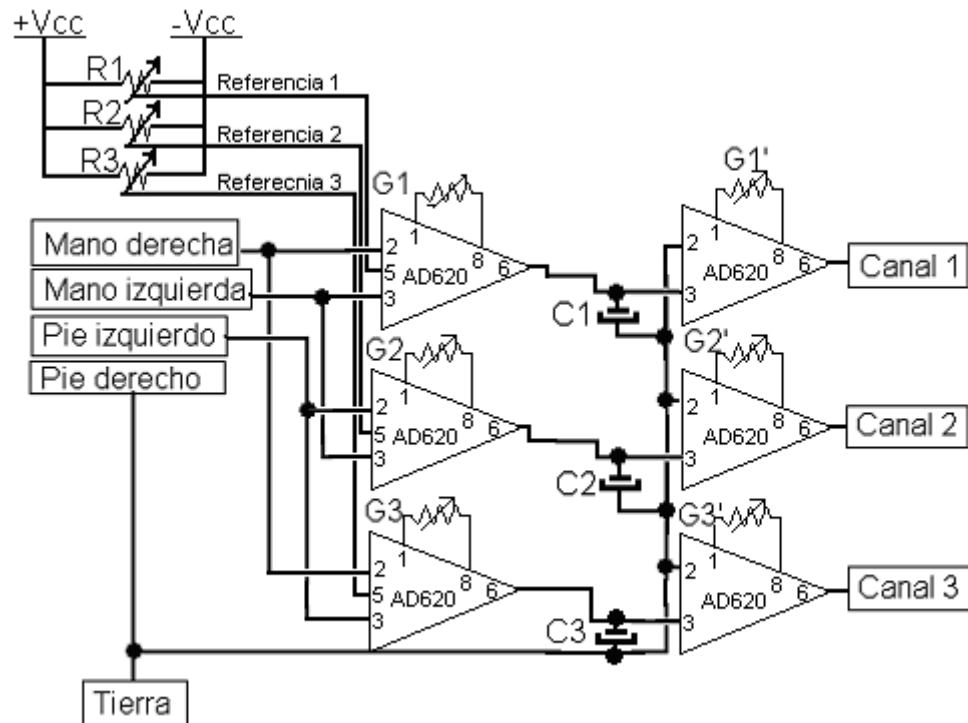 +Vcc -Vcc
R1
Referencia 1
R2
Referencia 2
R3
Referecnia 3
G1 G1'
Mano derecha
2 1 8 6
AD620
5
3
2 1 8 6
AD620
3
Canal 1
Mano izquierda
C1
Pie izquierdo
G2 G2'
Pie derecho
2 1 8 6
AD620
5
3
2 1 8 6
AD620
3
Canal 2
C2
G3 G3'
2 1 8 6
AD620
5
3
2 1 8 6
AD620
3
Canal 3
C3
Tierra